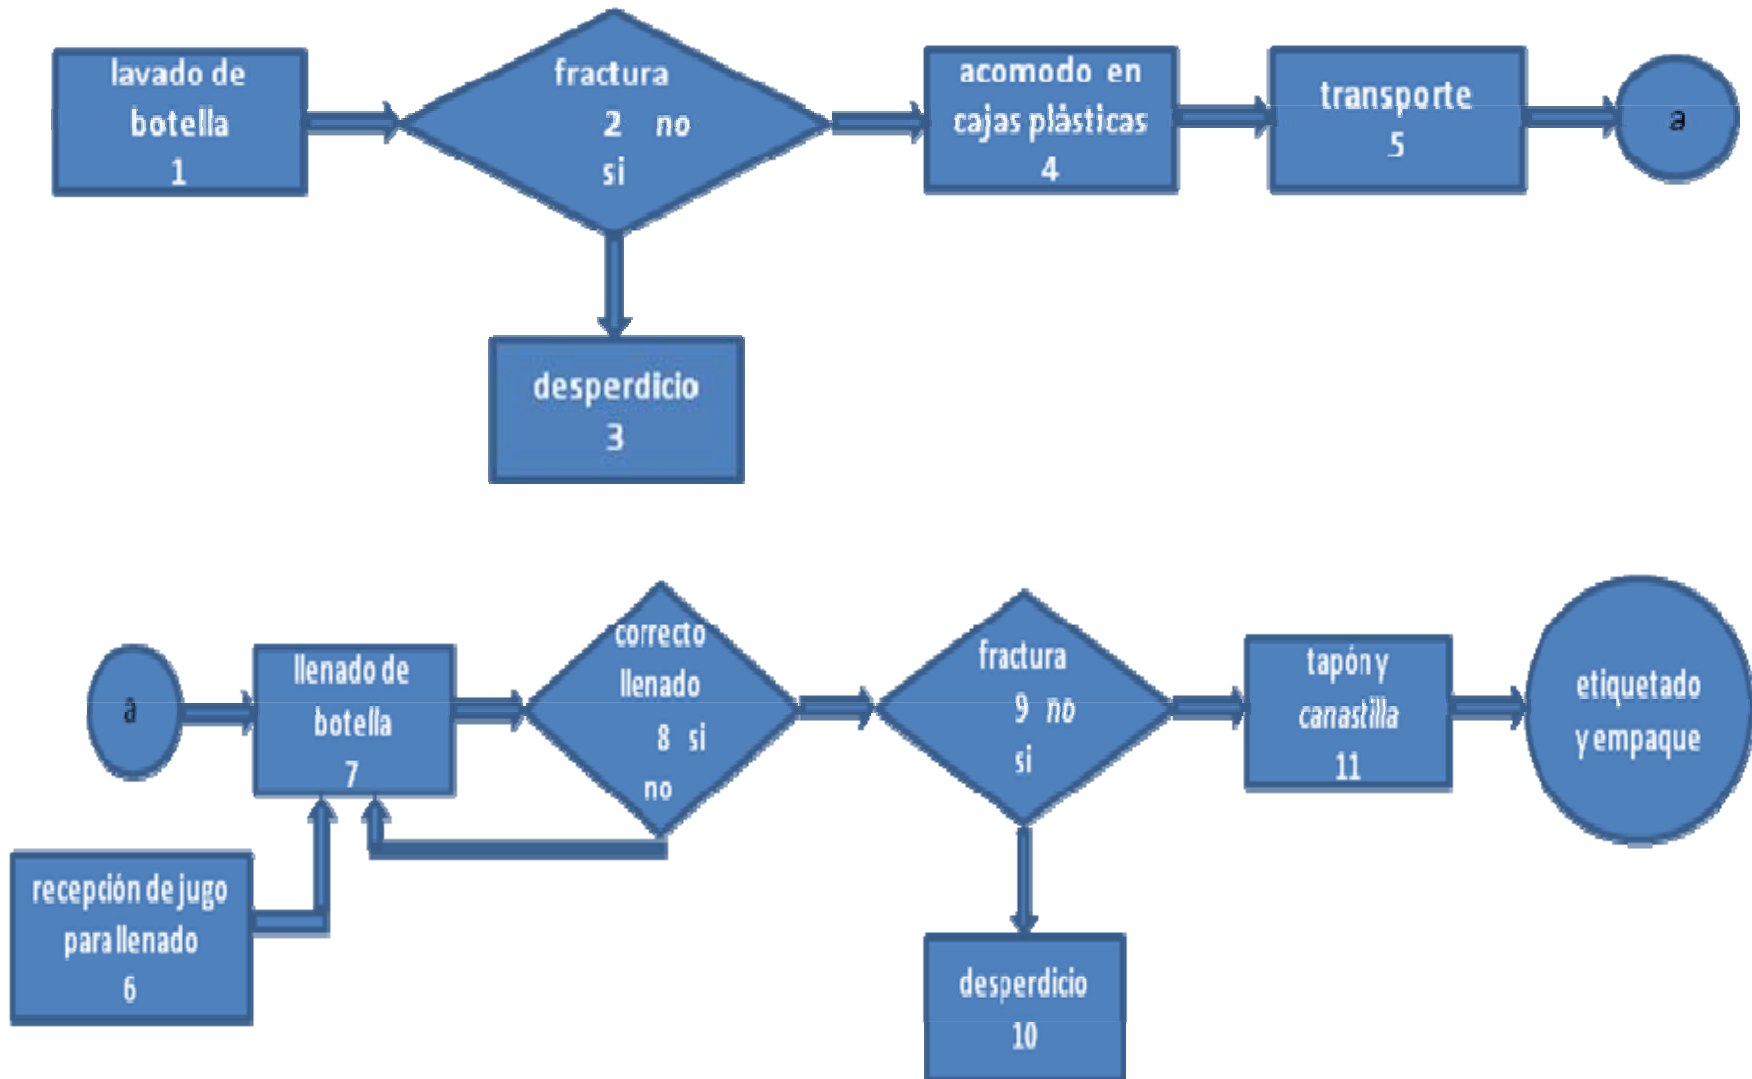 lavado de
botella
1
fractura
2 no
si
acomodo en
cajas plásticas
4
transporte
5
a
desperdicio
3
a
llenado de
botella
7
correcto
llenado
8 si
no
fractura
9 no
si
tapón y
canastilla
11
etiquetado
y empaque
recepción de jugo
para llenado
6
desperdicio
10